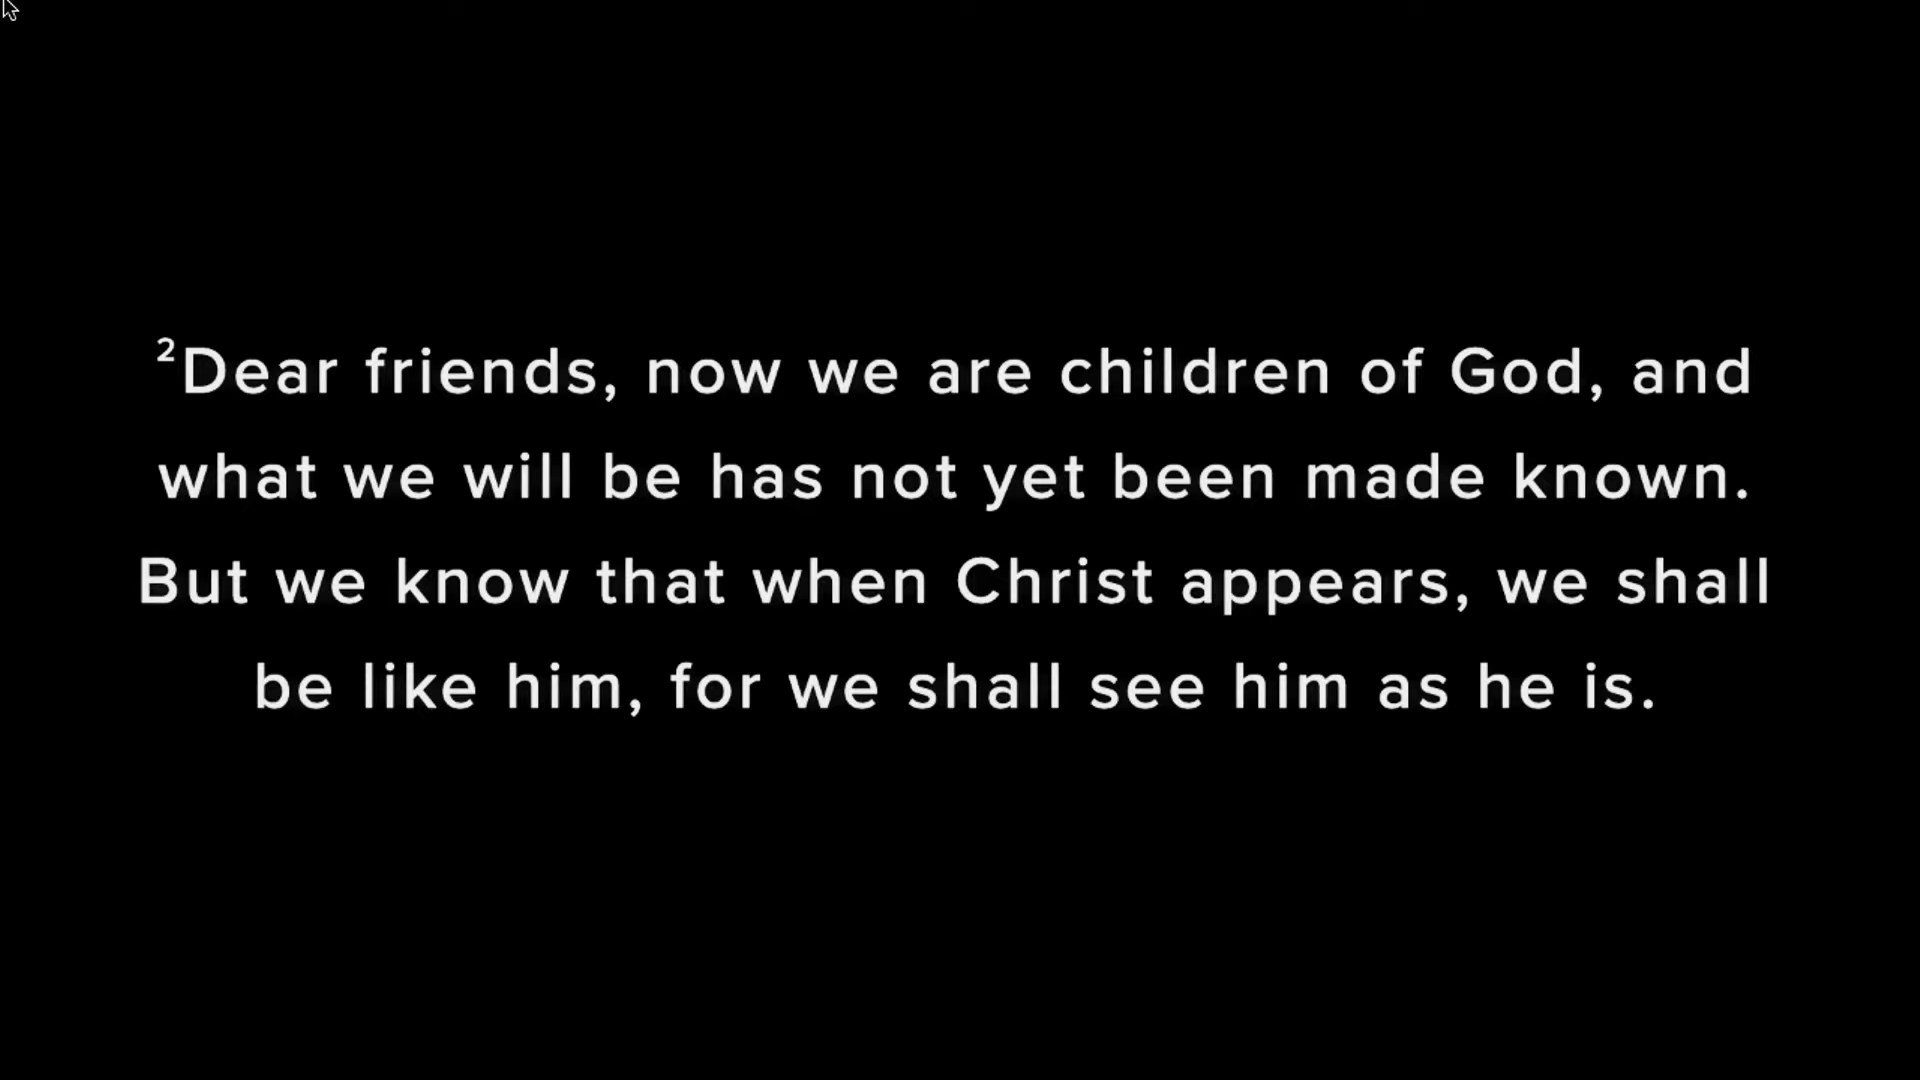 ²Dear friends, now we are children of God, and
what we will be has not yet been made known.
But we know that when Christ appears, we shall
be like him, for we shall see him as he is.